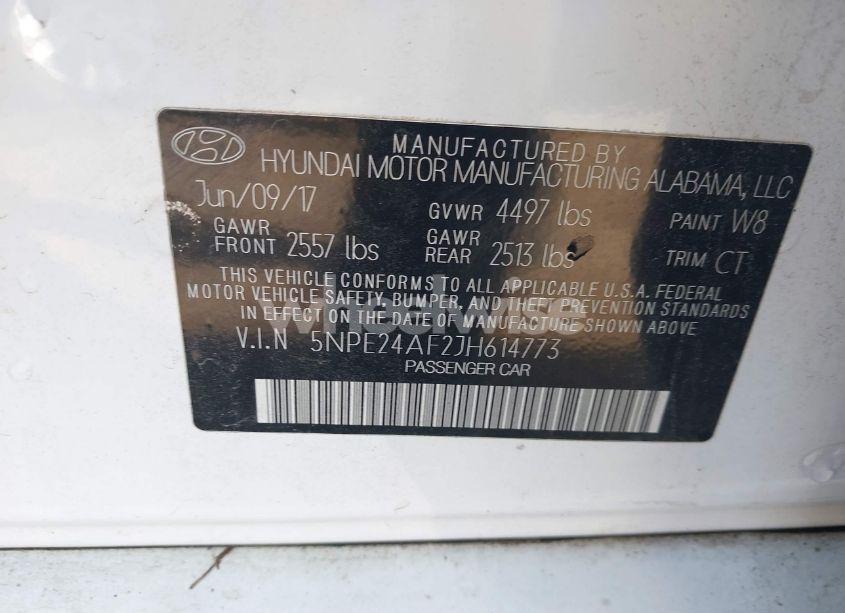 MANUFACTURED BY
HYUNDAI MOTOR MANUFACTURING ALABAMA, LLC
Jun/09/17 GVWR 4497 lbs PAINT W8
GAWR FRONT 2557 lbs GAWR REAR 2513 lbs TRIM CT
THIS VEHICLE CONFORMS TO ALL APPLICABLE U.S.A. FEDERAL
MOTOR VEHICLE SAFETY, BUMPER, AND THEFT PREVENTION STANDARDS
IN EFFECT ON THE DATE OF MANUFACTURE SHOWN ABOVE
V.I.N 5NPE24AF2JH614773
PASSENGER CAR